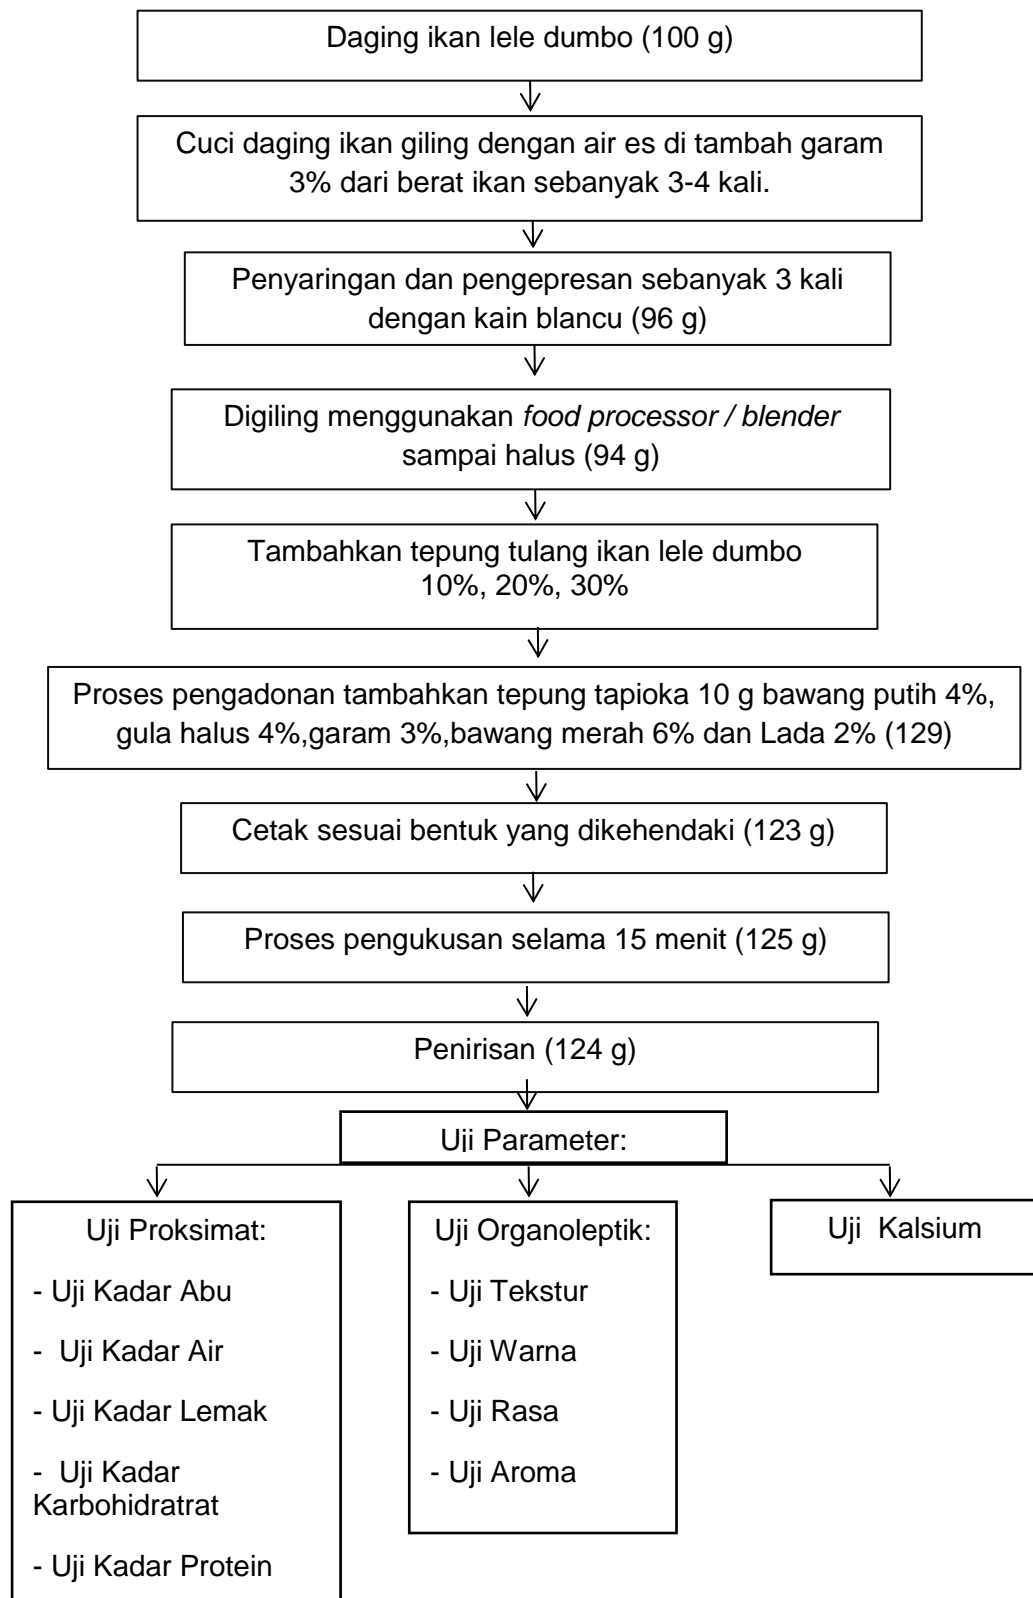 Daging ikan lele dumbo (100 g)
Cuci daging ikan giling dengan air es di tambah garam
3% dari berat ikan sebanyak 3-4 kali.
Penyaringan dan pengepresan sebanyak 3 kali
dengan kain blancu (96 g)
Digiling menggunakan food processor / blender
sampai halus (94 g)
Tambahkan tepung tulang ikan lele dumbo
10%, 20%, 30%
Proses pengadonan tambahkan tepung tapioka 10 g bawang putih 4%,
gula halus 4%,garam 3%,bawang merah 6% dan Lada 2% (129)
Cetak sesuai bentuk yang dikehendaki (123 g)
Proses pengukusan selama 15 menit (125 g)
Penirisan (124 g)
Uji Parameter:
Uji Proksimat:
- Uji Kadar Abu
- Uji Kadar Air
- Uji Kadar Lemak
- Uji Kadar
Karbohidratrat
- Uji Kadar Protein
Uji Organoleptik:
- Uji Tekstur
- Uji Warna
- Uji Rasa
- Uji Aroma
Uji Kalsium